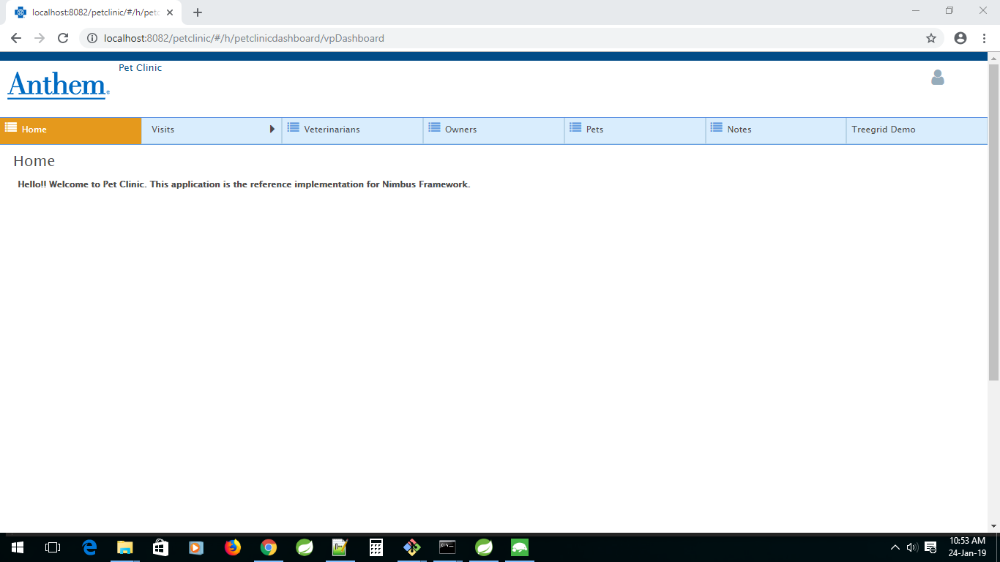 localhost:8082/petclinic/#/h/petc
localhost:8082/petclinic/#/h/petclinicdashboard/vpDashboard
Pet Clinic
Anthem®
Home
Visits
Veterinarians
Owners
Pets
Notes
Treegrid Demo
Home
Hello!! Welcome to Pet Clinic. This application is the reference implementation for Nimbus Framework.
10:53 AM
24-Jan-19